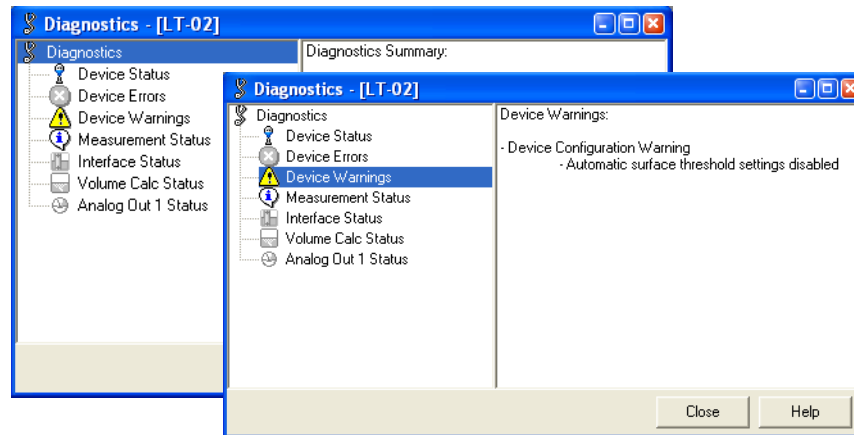 Diagnostics - [LT-02]
Diagnostics
Device Status
Device Errors
Device Warnings
Measurement Status
Interface Status
Volume Calc Status
Analog Out 1 Status
Diagnostics Summary:
Diagnostics - [LT-02]
Diagnostics
Device Status
Device Errors
Device Warnings
Measurement Status
Interface Status
Volume Calc Status
Analog Out 1 Status
Device Warnings:
- Device Configuration Warning
- Automatic surface threshold settings disabled
Close
Help